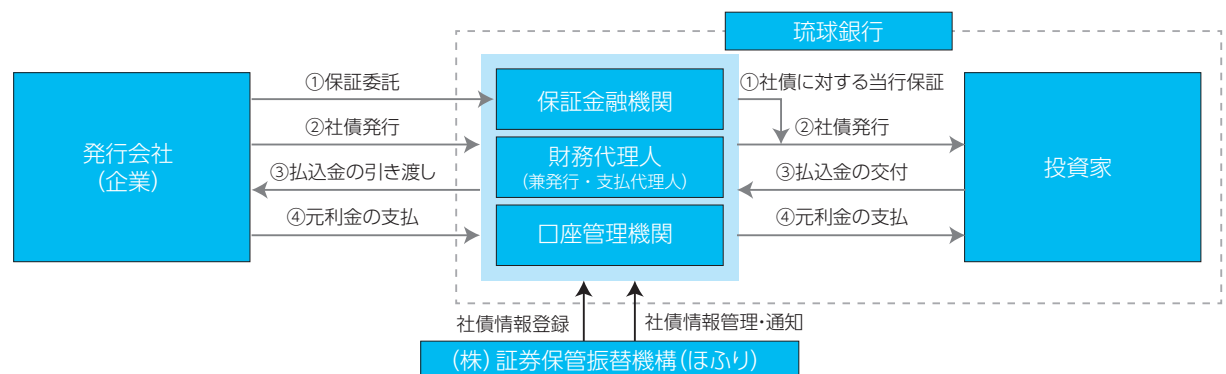 琉球銀行
①保証委託
保証金融機関
①社債に対する当行保証
②社債発行
②社債発行
発行会社
(企業)
財務代理人
(兼発行・支払代理人)
投資家
③払込金の引き渡し
③払込金の交付
④元利金の支払
口座管理機関
④元利金の支払
社債情報登録
社債情報管理・通知
(株)証券保管振替機構(ほふり)